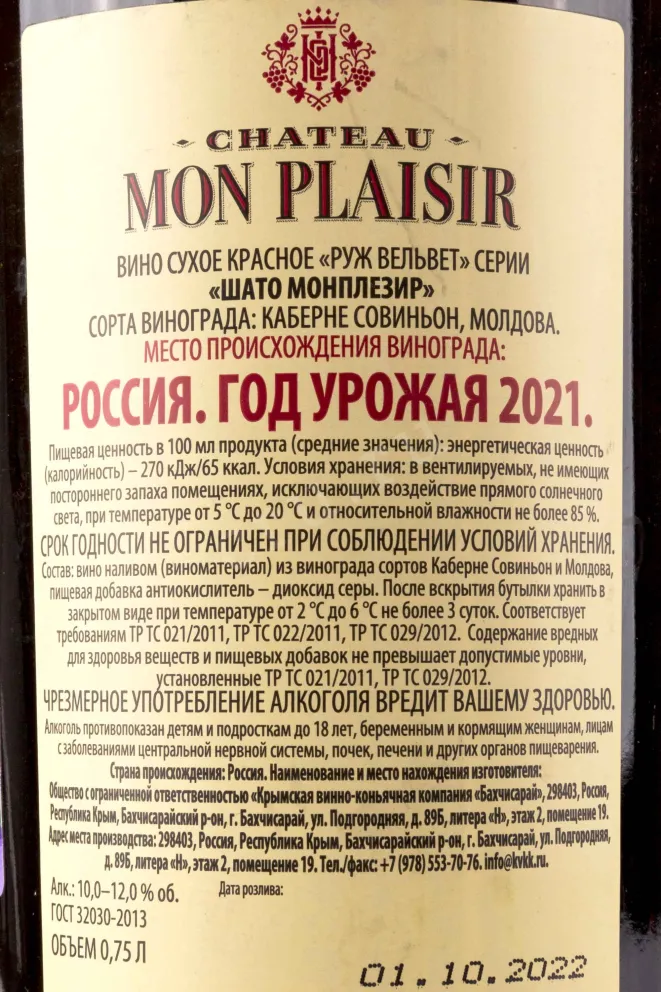 CHATEAU
MON PLAISIR
ВИНО СУХОЕ КРАСНОЕ «РУЖ ВЕЛЬВЕТ» СЕРИИ
«ШАТО МОНПЛЕЗИР»
СОРТА ВИНОГРАДА: КАБЕРНЕ СОВИНЬОН, МОЛДОВА.
МЕСТО ПРОИСХОЖДЕНИЯ ВИНОГРАДА:
РОССИЯ. ГОД УРОЖАЯ 2021.
Пищевая ценность в 100 мл продукта (средние значения): энергетическая ценность
(калорийность) – 270 кДж/65 ккал. Условия хранения: в вентилируемых, не имеющих
постороннего запаха помещениях, исключающих воздействие прямого солнечного
света, при температуре от 5 °С до 20 °С и относительной влажности не более 85 %.
СРОК ГОДНОСТИ НЕ ОГРАНИЧЕН ПРИ СОБЛЮДЕНИИ УСЛОВИЙ ХРАНЕНИЯ.
Состав: вино наливом (виноматериал) из винограда сортов Каберне Совиньон и Молдова,
пищевая добавка антиокислитель – диоксид серы. После вскрытия бутылки хранить в
закрытом виде при температуре от 2 °С до 6 °С не более 3 суток. Соответствует
требованиям ТР ТС 021/2011, ТР ТС 022/2011, ТР ТС 029/2012. Содержание вредных
для здоровья веществ и пищевых добавок не превышает допустимые уровни,
установленные ТР ТС 021/2011, ТР ТС 029/2012.
ЧРЕЗМЕРНОЕ УПОТРЕБЛЕНИЕ АЛКОГОЛЯ ВРЕДИТ ВАШЕМУ ЗДОРОВЬЮ.
Алкоголь противопоказан детям и подросткам до 18 лет, беременным и кормящим женщинам, лицам
с заболеваниями центральной нервной системы, почек, печени и других органов пищеварения.
Страна происхождения: Россия. Наименование и место нахождения изготовителя:
Общество с ограниченной ответственностью «Крымская винно-коньячная компания «Бахчисарай», 298403, Россия,
Республика Крым, Бахчисарайский р-он, г. Бахчисарай, ул. Подгородняя, д. 89Б, литера «Н», этаж 2, помещение 19.
Адрес места производства: 298403, Россия, Республика Крым, Бахчисарайский р-он, г. Бахчисарай, ул. Подгородняя,
д. 89Б, литера «Н», этаж 2, помещение 19. Тел./факс: +7 (978) 553-70-76. info@kvkk.ru.
Алк.: 10,0–12,0 % об. Дата розлива:
ГОСТ 32030-2013
ОБЪЕМ 0,75 Л
01.10.2022